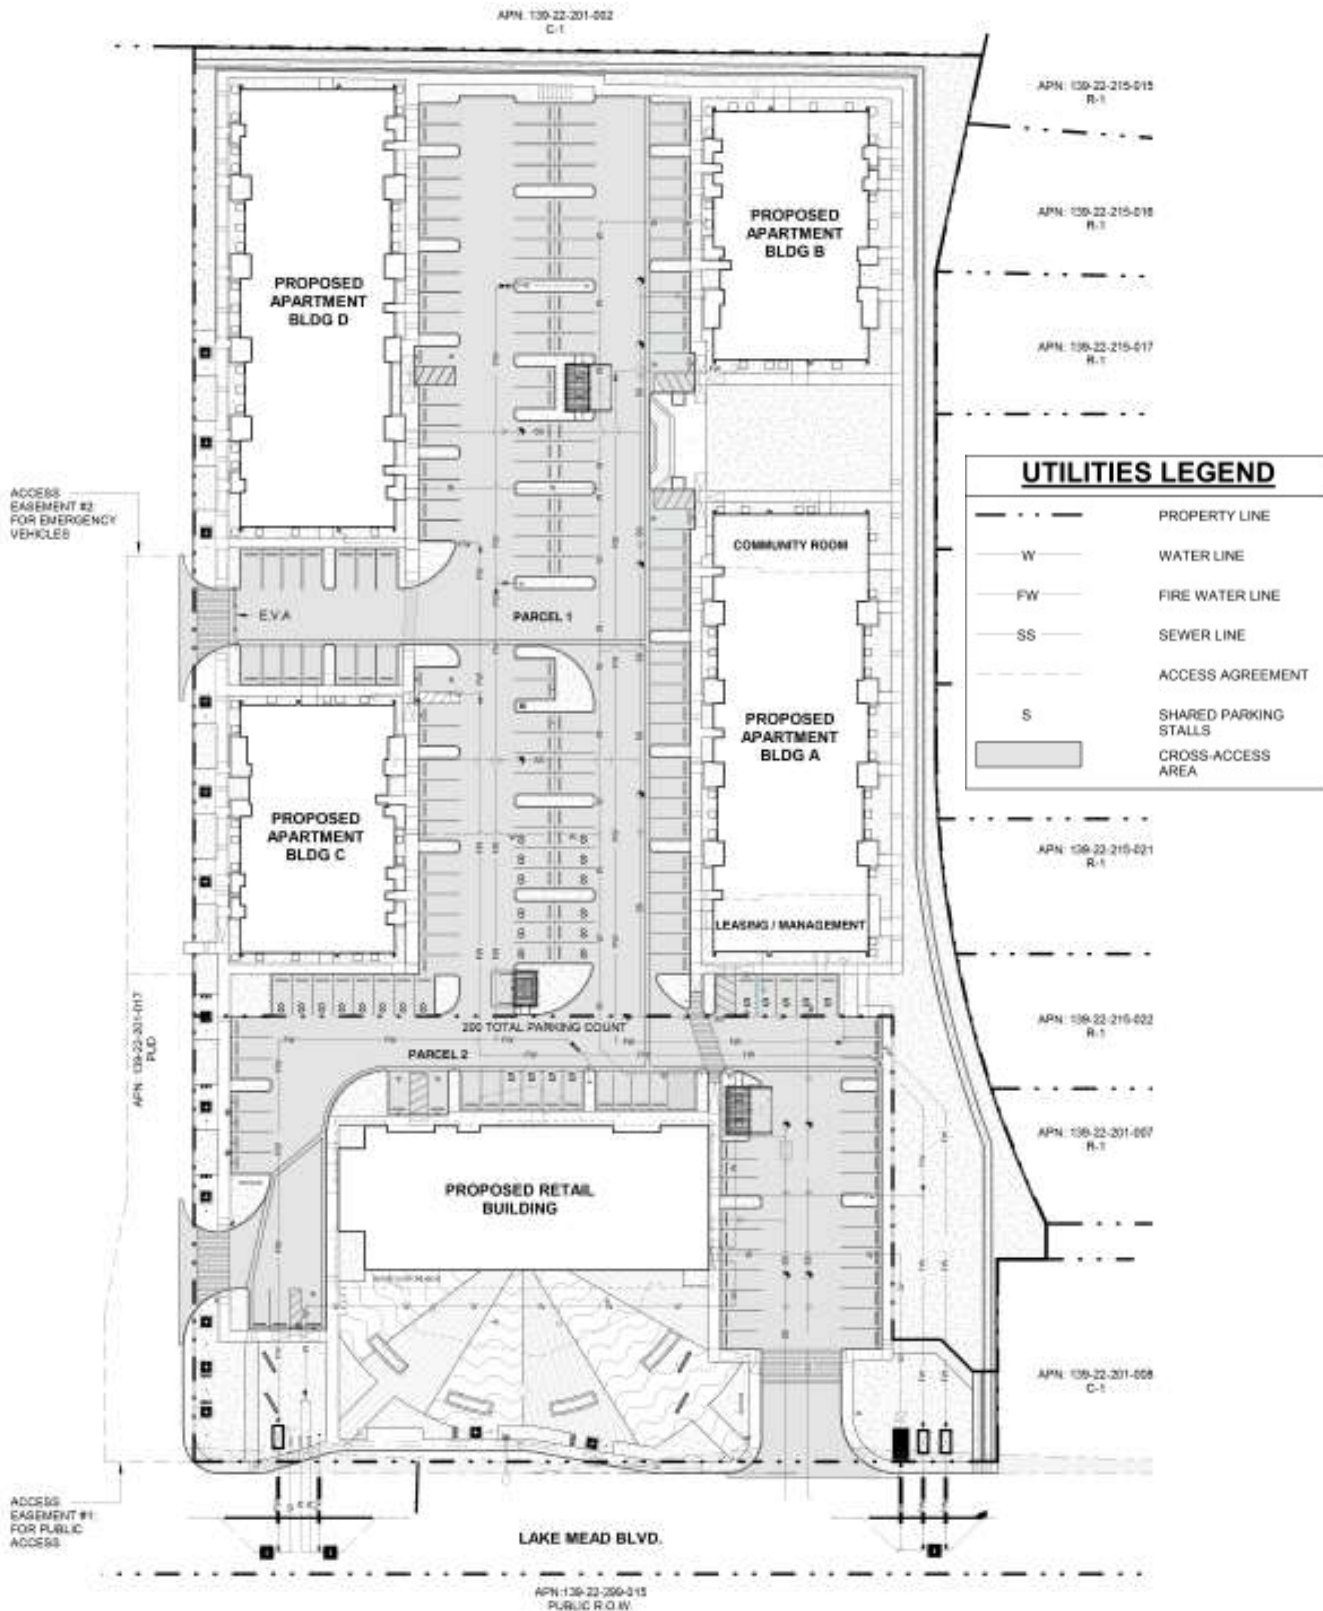 APN: 139-22-201-002
C-1
APN: 139-22-215-015
R-1
APN: 139-22-215-016
R-1
APN: 139-22-215-017
R-1
PROPOSED
APARTMENT
BLDG B
PROPOSED
APARTMENT
BLDG D
ACCESS
EASEMENT #2
FOR EMERGENCY
VEHICLES
UTILITIES LEGEND
PROPERTY LINE
W
WATER LINE
FW
FIRE WATER LINE
SS
SEWER LINE
ACCESS AGREEMENT
S
SHARED PARKING
STALLS
CROSS-ACCESS
AREA
COMMUNITY ROOM
E.V.A
PARCEL 1
PROPOSED
APARTMENT
BLDG A
PROPOSED
APARTMENT
BLDG C
LEASING / MANAGEMENT
APN: 139-22-215-021
R-1
APN: 139-22-215-022
R-1
APN: 139-22-201-007
R-1
APN: 139-22-201-008
C-1
APN: 139-22-201-017
PUD
200 TOTAL PARKING COUNT
PARCEL 2
PROPOSED RETAIL
BUILDING
ACCESS
EASEMENT #1
FOR PUBLIC
ACCESS
LAKE MEAD BLVD.
APN:139-22-299-015
PUBLIC R.O.W.